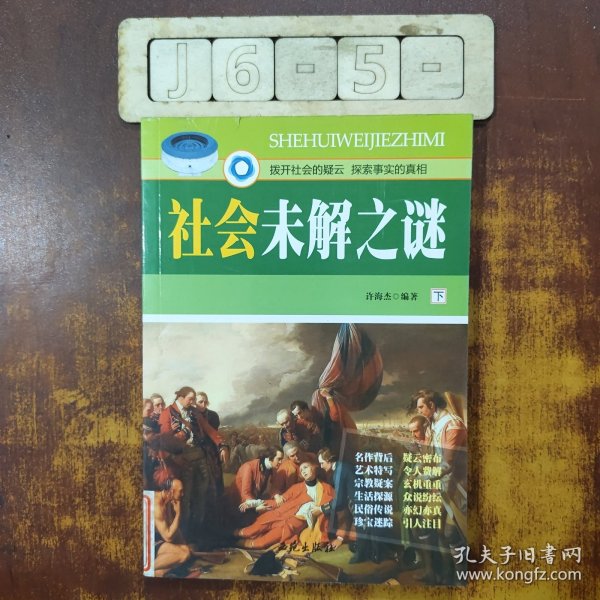 J6-5-
SHEHUIWEIJIEZHIMI
拨开社会的疑云 探索事实的真相
社会未解之谜
许海杰◎编著 下
名作背后 疑云密布
艺术特写 令人费解
宗教疑案 玄机重重
生活探源 众说纷纭
民俗传说 亦幻亦真
珍宝迷踪 引人注目
孔夫子旧书网
www.kongfz.com